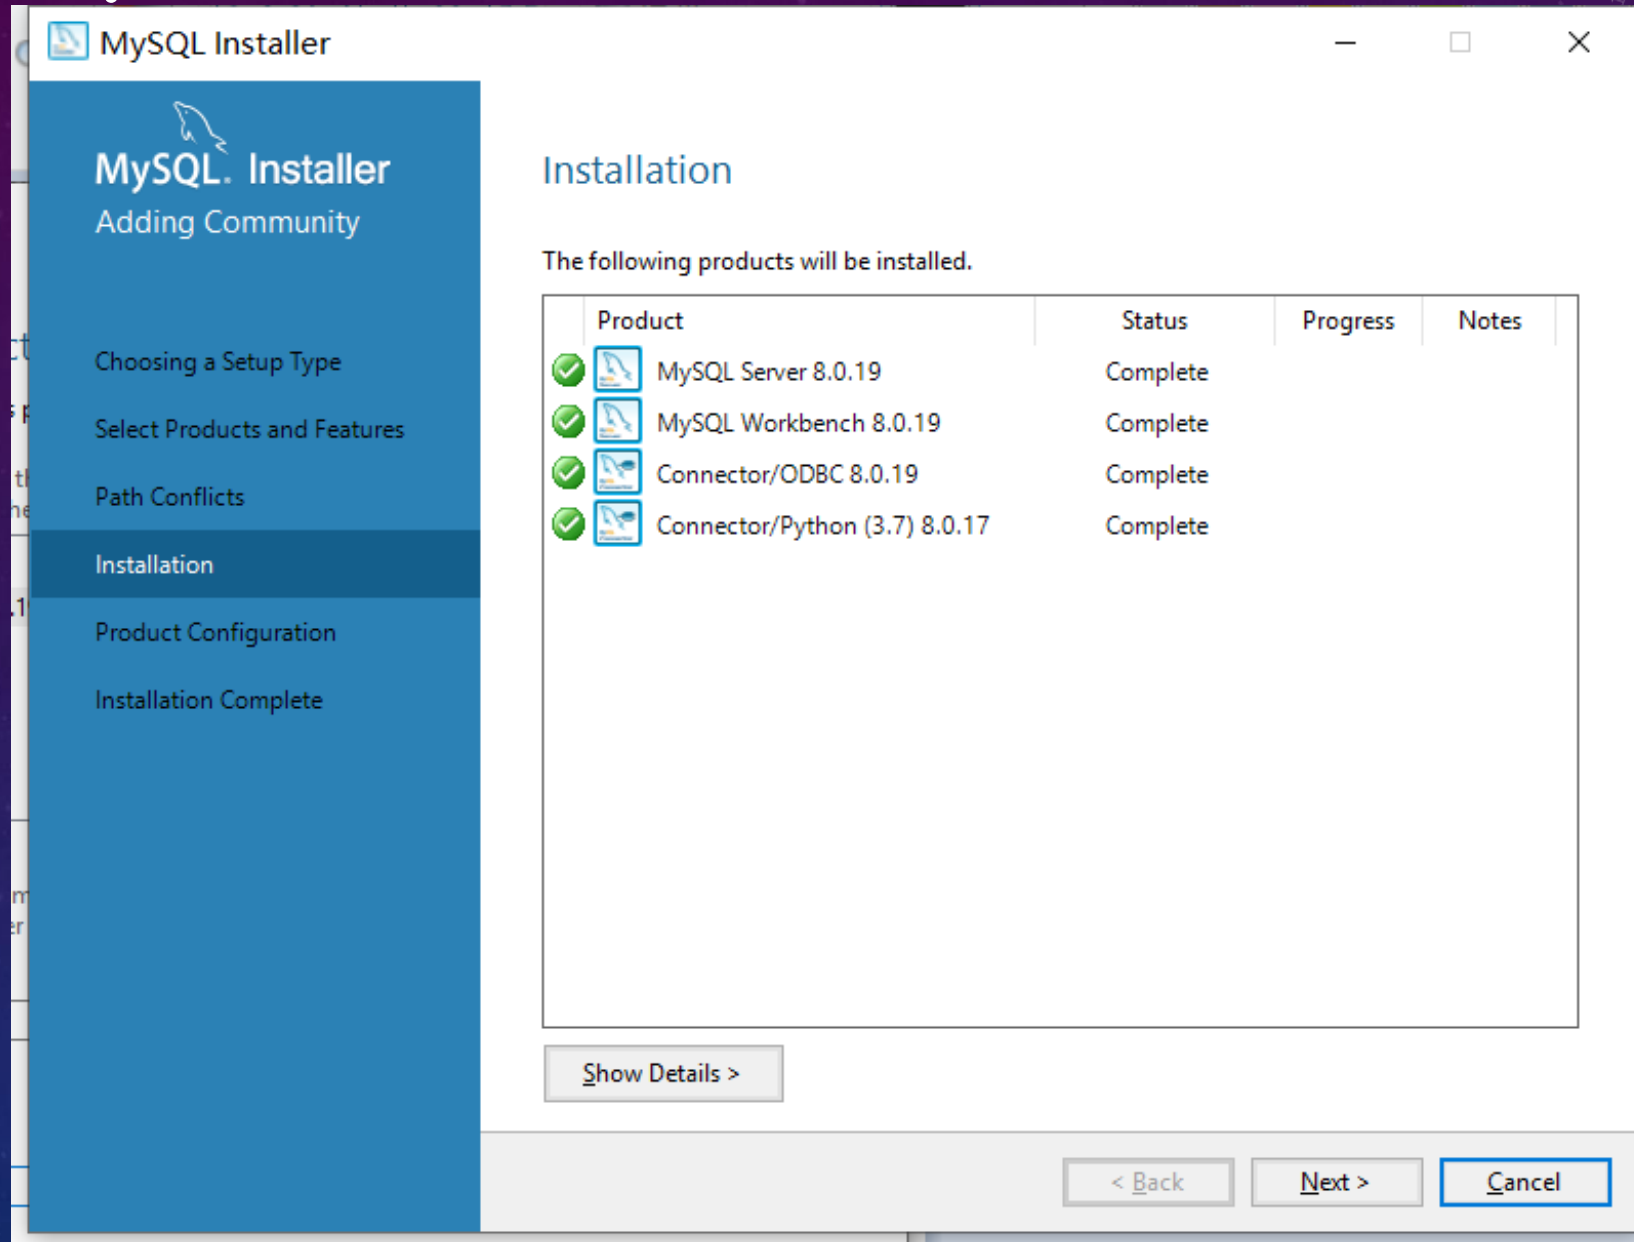 MySQL Installer
MySQL. Installer
Adding Community
Choosing a Setup Type
Select Products and Features
Path Conflicts
Installation
Product Configuration
Installation Complete
Installation
The following products will be installed.
Product Status Progress Notes
MySQL Server 8.0.19 Complete
MySQL Workbench 8.0.19 Complete
Connector/ODBC 8.0.19 Complete
Connector/Python (3.7) 8.0.17 Complete
Show Details >
< Back Next > Cancel